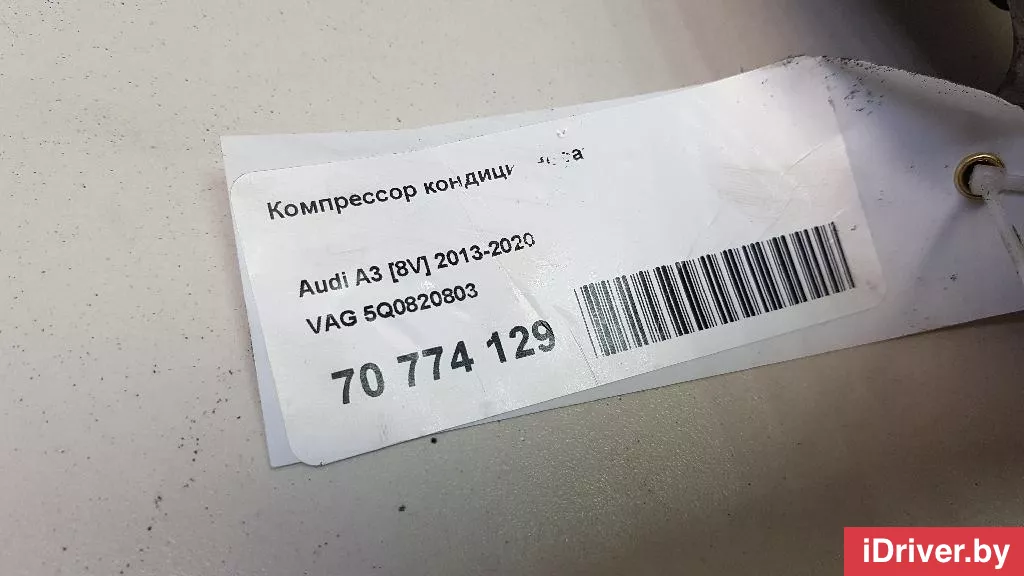 Компрессор
Audi A3 [8V] 2013-2020
VAG 5Q0820803
70 774 129
iDriver.by